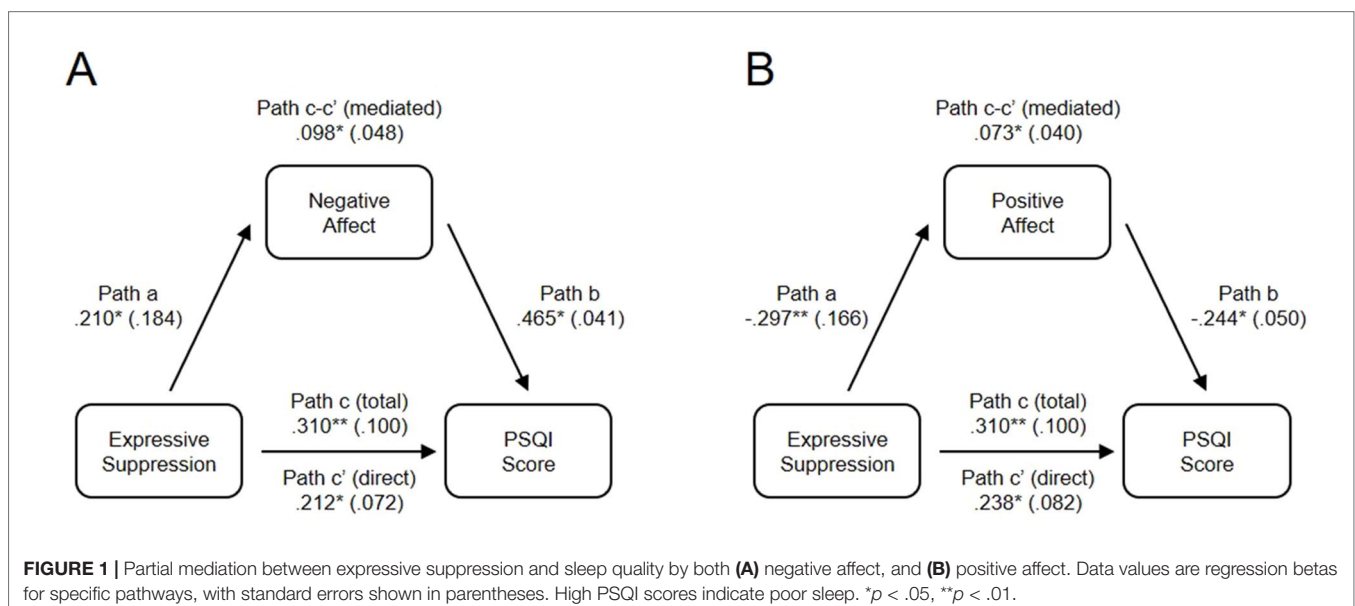 A
Path c-c' (mediated)
.098* (.048)
Negative
Affect
Path a
.210* (.184)
Path b
.465* (.041)
Expressive
Suppression
Path c (total)
.310** (.100)
Path c' (direct)
.212* (.072)
PSQI
Score
B
Path c-c' (mediated)
.073* (.040)
Positive
Affect
Path a
-.297** (.166)
Path b
-.244* (.050)
Expressive
Suppression
Path c (total)
.310** (.100)
Path c' (direct)
.238* (.082)
PSQI
Score
FIGURE 1 | Partial mediation between expressive suppression and sleep quality by both (A) negative affect, and (B) positive affect. Data values are regression betas
for specific pathways, with standard errors shown in parentheses. High PSQI scores indicate poor sleep. *p < .05, **p < .01.